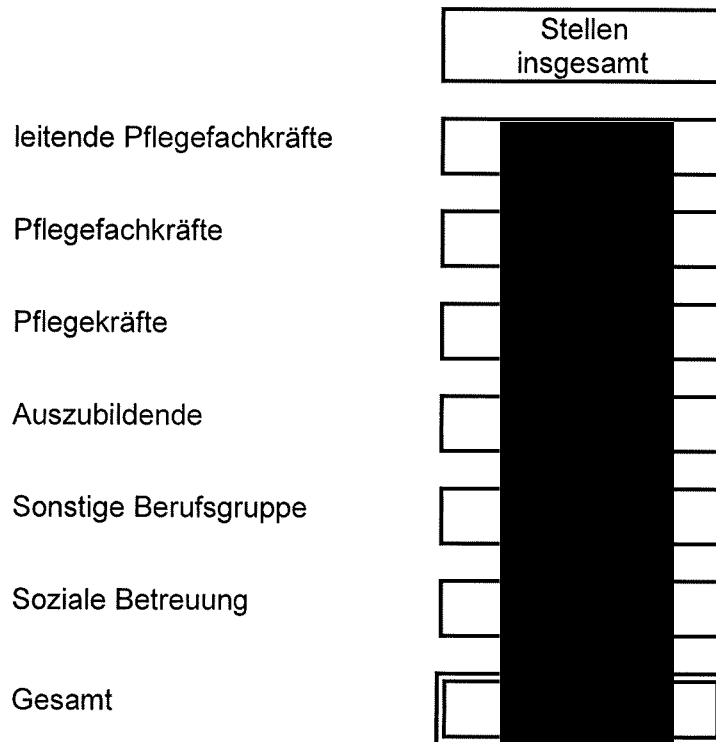 Stellen
insgesamt
leitende Pflegefachkräfte
Pflegefachkräfte
Pflegekräfte
Auszubildende
Sonstige Berufsgruppe
Soziale Betreuung
Gesamt